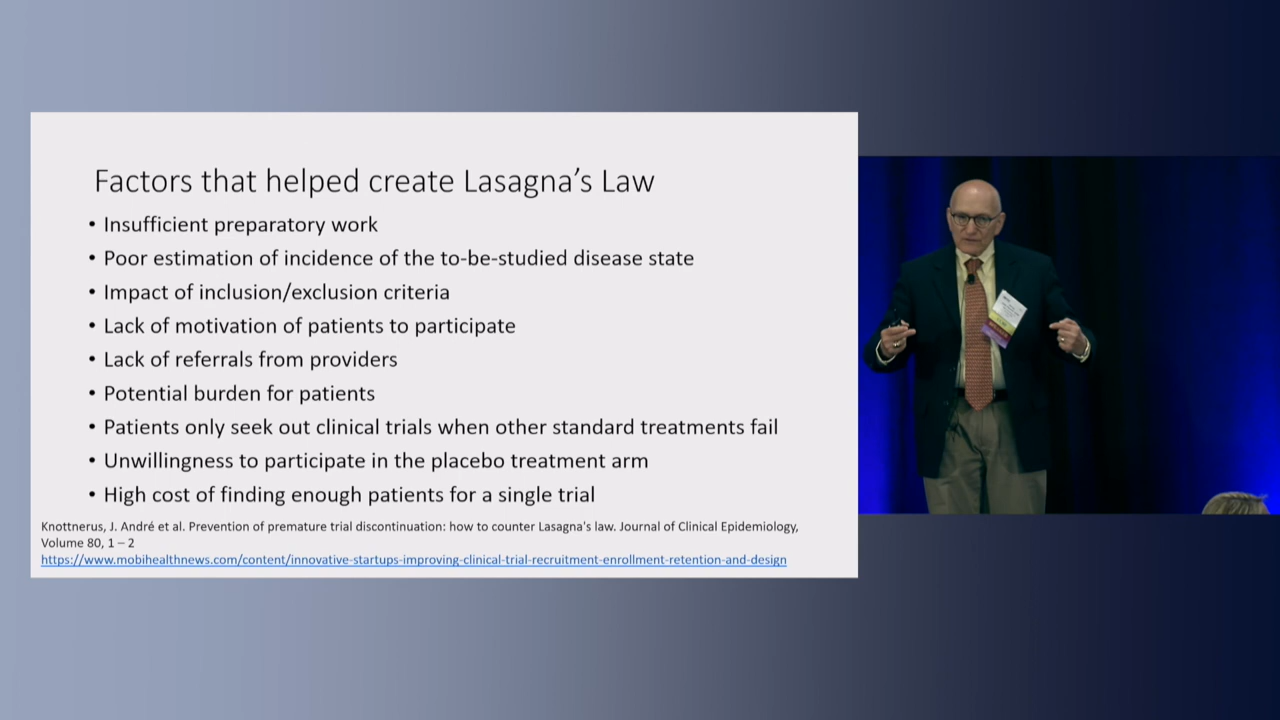 Factors that helped create Lasagna’s Law
• Insufficient preparatory work
• Poor estimation of incidence of the to-be-studied disease state
• Impact of inclusion/exclusion criteria
• Lack of motivation of patients to participate
• Lack of referrals from providers
• Potential burden for patients
• Patients only seek out clinical trials when other standard treatments fail
• Unwillingness to participate in the placebo treatment arm
• High cost of finding enough patients for a single trial
Knottnerus, J. André et al. Prevention of premature trial discontinuation: how to counter Lasagna's law. Journal of Clinical Epidemiology,
Volume 80, 1 – 2
https://www.mobihealthnews.com/content/innovative-startups-improving-clinical-trial-recruitment-enrollment-retention-and-design